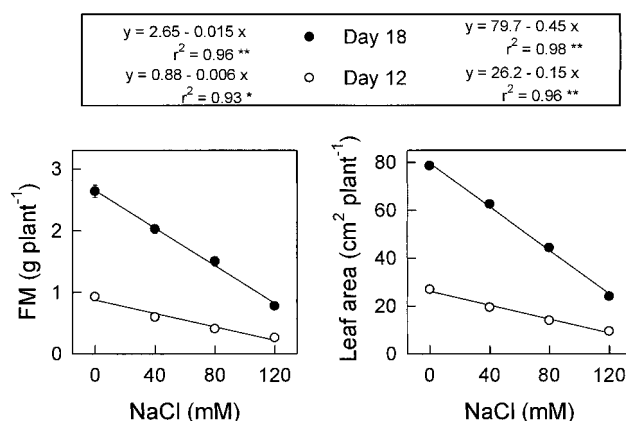 y = 2.65 - 0.015 x
r² = 0.96 **
y = 0.88 - 0.006 x
r² = 0.93 *
● Day 18
○ Day 12
y = 79.7 - 0.45 x
r² = 0.98 **
y = 26.2 - 0.15 x
r² = 0.96 **
FM (g plant⁻¹)
3
2
1
0
0 40 80 120
NaCl (mM)
Leaf area (cm² plant⁻¹)
80
60
40
20
0
0 40 80 120
NaCl (mM)